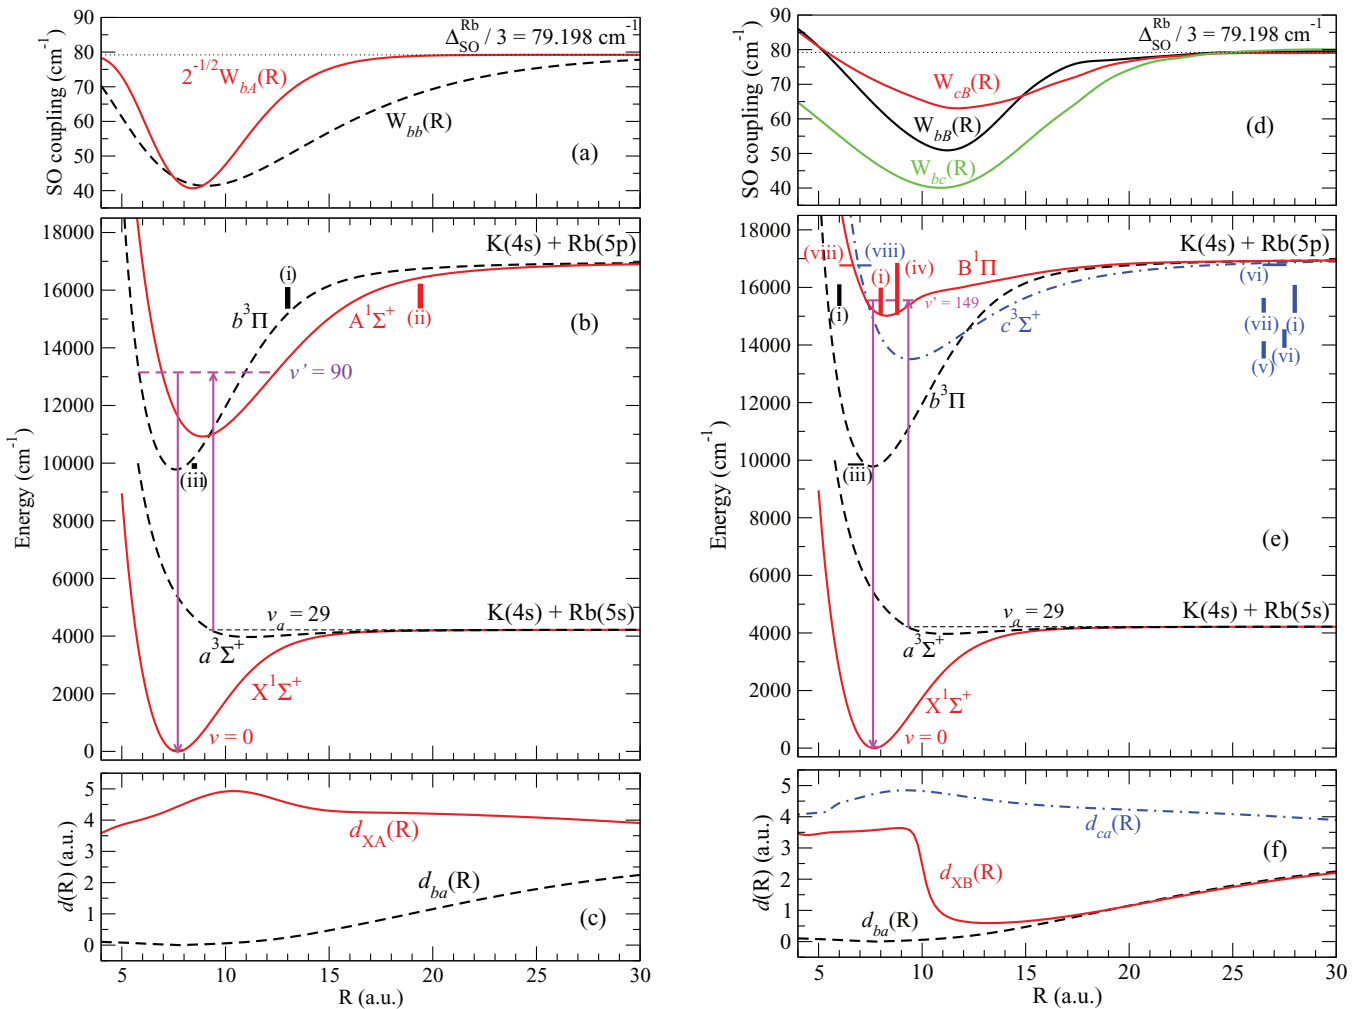 90
80
70
60
50
40
SO coupling (cm⁻¹)
Δ_SO^Rb / 3 = 79.198 cm⁻¹
2^(-1/2) W_bA(R)
W_bb(R)
(a)
18000
16000
14000
12000
10000
8000
6000
4000
2000
0
Energy (cm⁻¹)
K(4s) + Rb(5p)
(i)
b³Π
A¹Σ⁺
(ii)
(b)
v' = 90
(iii)
v_a = 29
K(4s) + Rb(5s)
a³Σ⁺
X¹Σ⁺
v = 0
5
4
3
2
1
0
d(R) (a.u.)
d_XA(R)
d_ba(R)
(c)
5 10 15 20 25 30
R (a.u.)
90
80
70
60
50
40
SO coupling (cm⁻¹)
Δ_SO^Rb / 3 = 79.198 cm⁻¹
W_cB(R)
W_bB(R)
W_bc(R)
(d)
18000
16000
14000
12000
10000
8000
6000
4000
2000
0
Energy (cm⁻¹)
K(4s) + Rb(5p)
(viii)
(viii)
(i)
(iv)
B¹Π
(vi)
(i)
v' = 149
c³Σ⁺
(vii)
(i)
(v)
(vi)
b³Π
(iii)
(e)
v_a = 29
K(4s) + Rb(5s)
a³Σ⁺
X¹Σ⁺
v = 0
5
4
3
2
1
0
d(R) (a.u.)
d_ca(R)
d_XB(R)
d_ba(R)
(f)
5 10 15 20 25 30
R (a.u.)